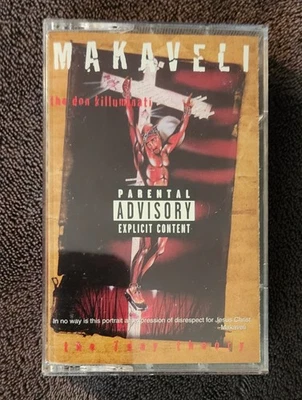 MAKAVELI
the don killuminati
PARENTAL
ADVISORY
EXPLICIT CONTENT
In no way is this portrait an expression of disrespect for Jesus Christ.
-Makaveli
the 7 day theory